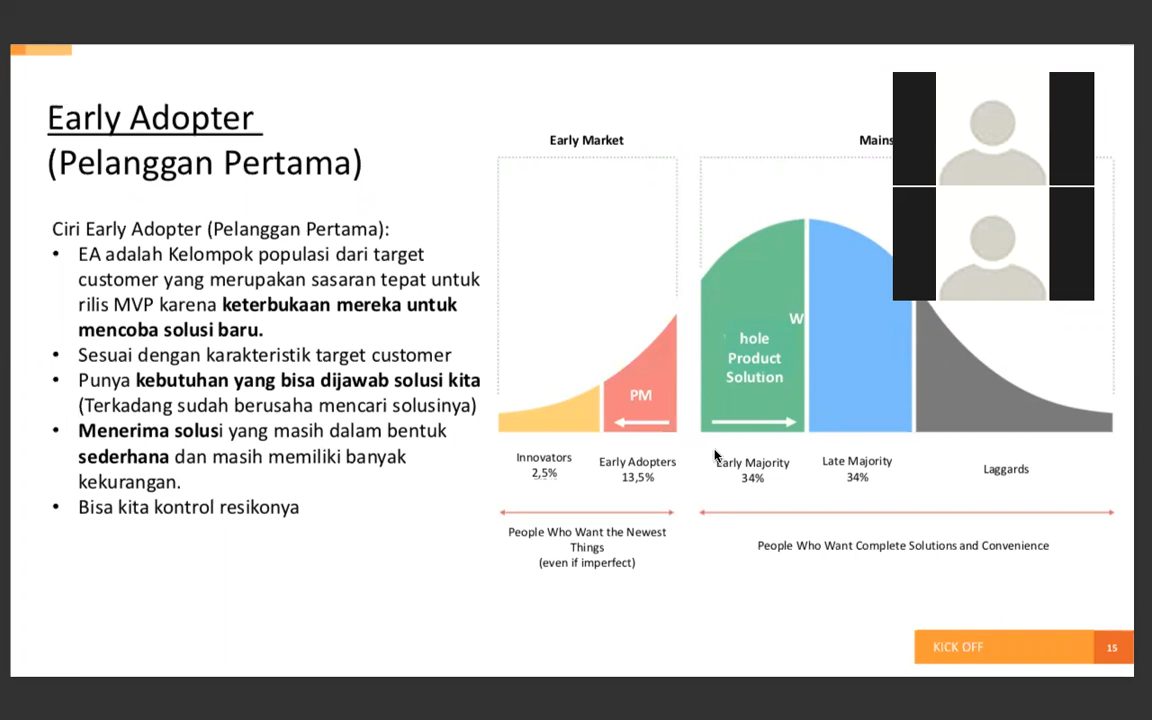 Early Adopter
(Pelanggan Pertama)
Ciri Early Adopter (Pelanggan Pertama):
• EA adalah Kelompok populasi dari target
customer yang merupakan sasaran tepat untuk
rilis MVP karena keterbukaan mereka untuk
mencoba solusi baru.
• Sesuai dengan karakteristik target customer
• Punya kebutuhan yang bisa dijawab solusi kita
(Terkadang sudah berusaha mencari solusinya)
• Menerima solusi yang masih dalam bentuk
sederhana dan masih memiliki banyak
kekurangan.
• Bisa kita kontrol resikonya
Early Market
Mains
PM
W
hole
Product
Solution
Innovators
2,5%
Early Adopters
13,5%
Early Majority
34%
Late Majority
34%
Laggards
People Who Want the Newest
Things
(even if imperfect)
People Who Want Complete Solutions and Convenience
KICK OFF
15